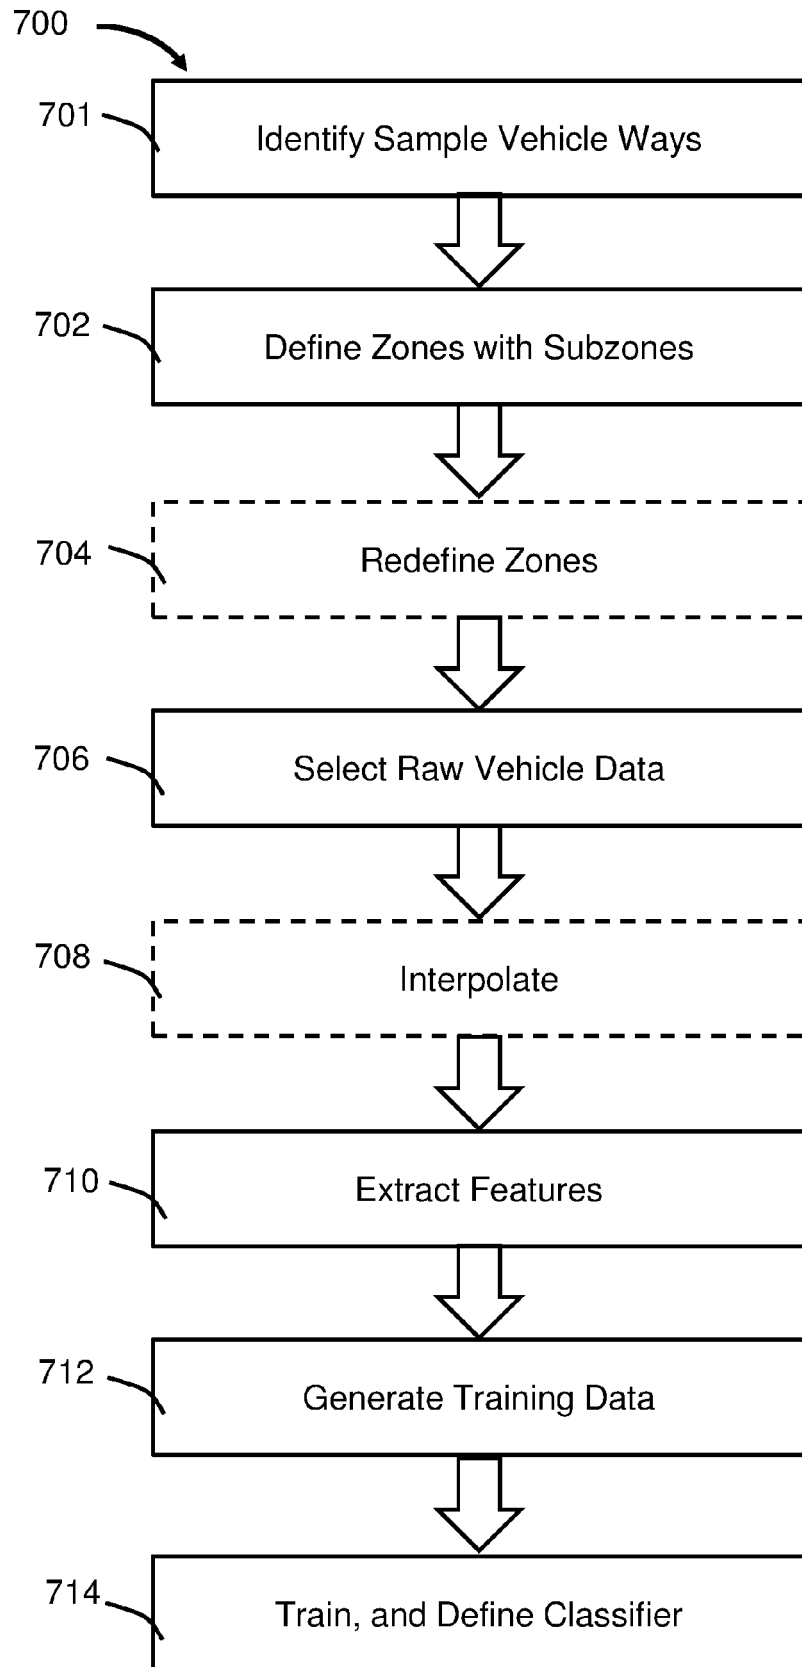 700
701
Identify Sample Vehicle Ways
702
Define Zones with Subzones
704
Redefine Zones
706
Select Raw Vehicle Data
708
Interpolate
710
Extract Features
712
Generate Training Data
714
Train, and Define Classifier